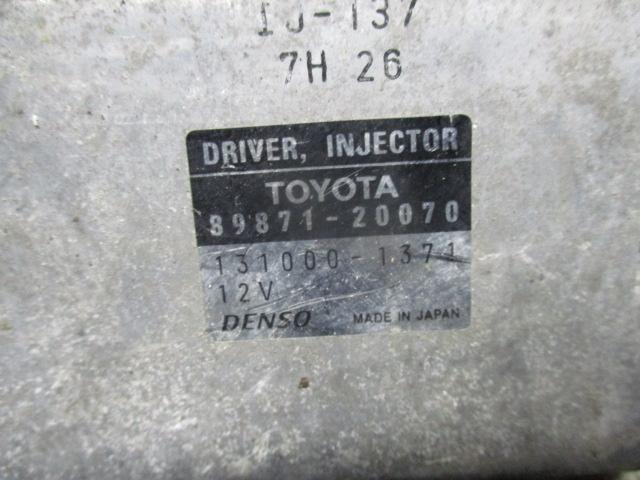 7H 26
DRIVER, INJECTOR
TOYOTA
89871-20070
131000-1371
12V
DENSO MADE IN JAPAN